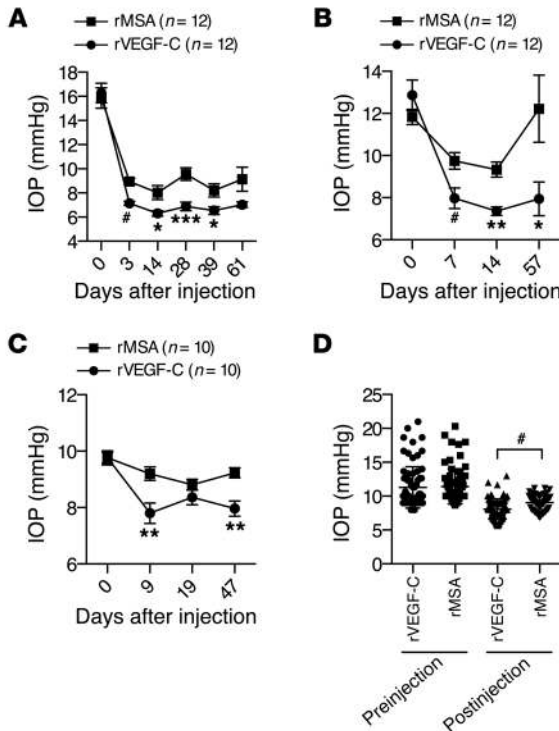 A
rMSA (n = 12)
rVEGF-C (n = 12)
IOP (mmHg)
18
16
14
12
10
8
6
4
#
*
***
*
0
3
14
28
39
61
Days after injection
B
rMSA (n = 12)
rVEGF-C (n = 12)
IOP (mmHg)
14
12
10
8
6
#
**
*
0
7
14
57
Days after injection
C
rMSA (n = 10)
rVEGF-C (n = 10)
IOP (mmHg)
12
10
8
6
**
**
0
9
19
47
Days after injection
D
IOP (mmHg)
25
20
15
10
5
0
#
rVEGF-C
rMSA
rVEGF-C
rMSA
Preinjection
Postinjection